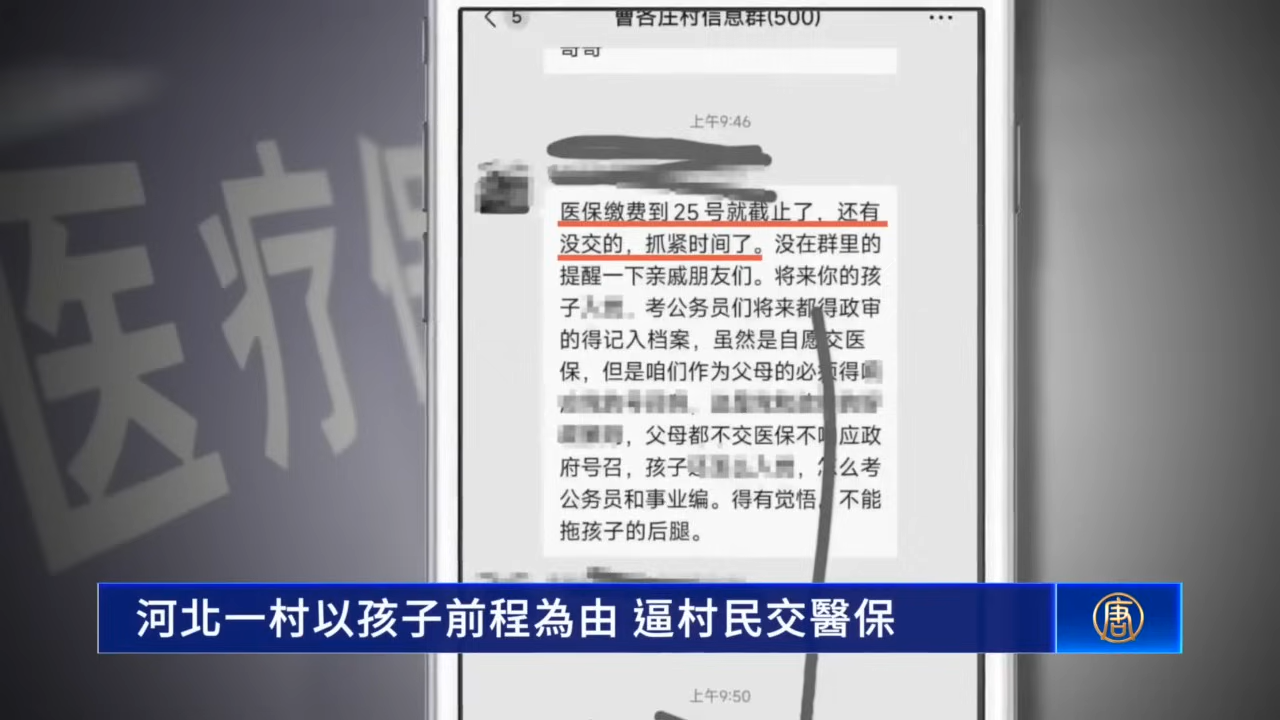 5
曹各庄村信息群(500)
哥哥
上午9:46
医保缴费到25号就截止了，还有
没交的，抓紧时间了。没在群里的
提醒一下亲戚朋友们。将来你的孩
子 考公务员们将来都得政审
的得记入档案，虽然是自愿交医
保，但是咱们作为父母的必须得
，父母都不交医保不响应政
府号召，孩子 ，怎么考
公务员和事业编。得有觉悟，不能
拖孩子的后腿。
医疗
河北一村以孩子前程為由 逼村民交醫保
唐
上午9:50